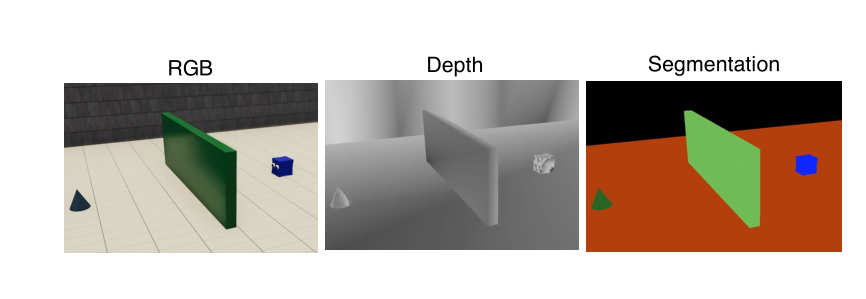 RGB
Depth
Segmentation